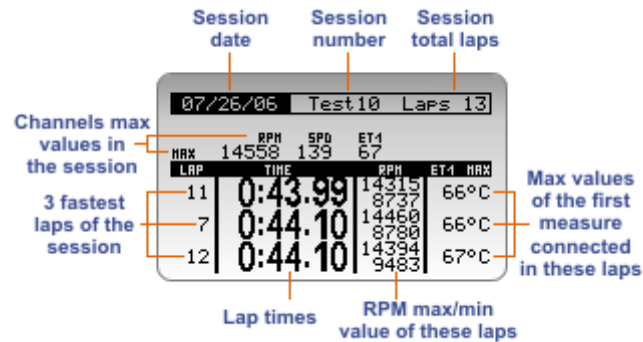 Session date
Session number
Session total laps
07/26/06 Test10 Laps 13
Channels max values in the session
RPM SPD ET1
MAX 14558 139 67
LAP TIME RPM ET1 MAX
3 fastest laps of the session
11 0:43.99 14315 8737 66°C
7 0:44.10 14460 8780 66°C
12 0:44.10 14394 9483 67°C
Max values of the first measure connected in these laps
Lap times
RPM max/min value of these laps